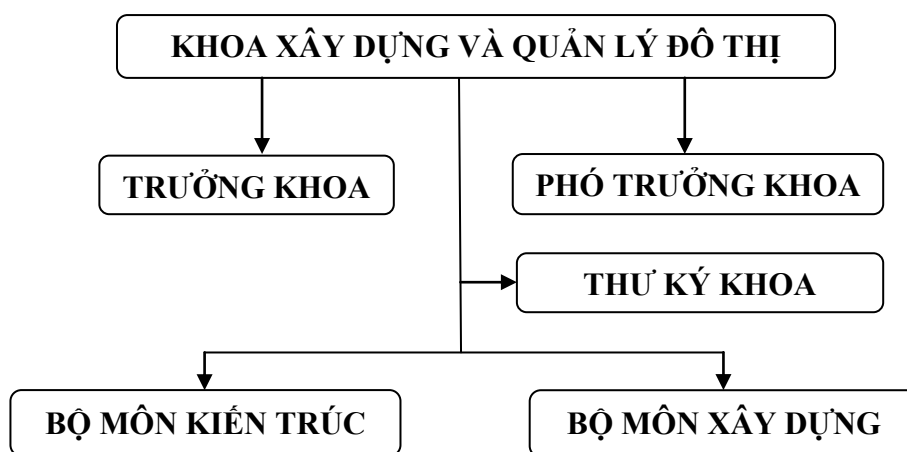 KHOA XÂY DỰNG VÀ QUẢN LÝ ĐÔ THỊ
TRƯỞNG KHOA
PHÓ TRƯỞNG KHOA
THƯ KÝ KHOA
BỘ MÔN KIẾN TRÚC
BỘ MÔN XÂY DỰNG